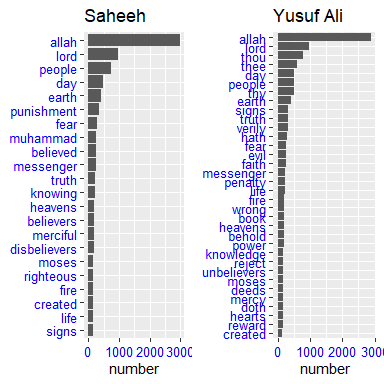 Saheeh
allah
lord
people
day
earth
punishment
fear
muhammad
believed
messenger
truth
knowing
heavens
believers
merciful
disbelievers
moses
righteous
fire
created
life
signs
0 1000 2000 3000
number
Yusuf Ali
allah
lord
thou
thee
day
people
thy
earth
signs
truth
verily
hath
fear
evil
faith
messenger
penalty
life
fire
wrong
book
heavens
behold
power
knowledge
reject
unbelievers
moses
deeds
mercy
doth
hearts
reward
created
0 1000 2000 3000
number